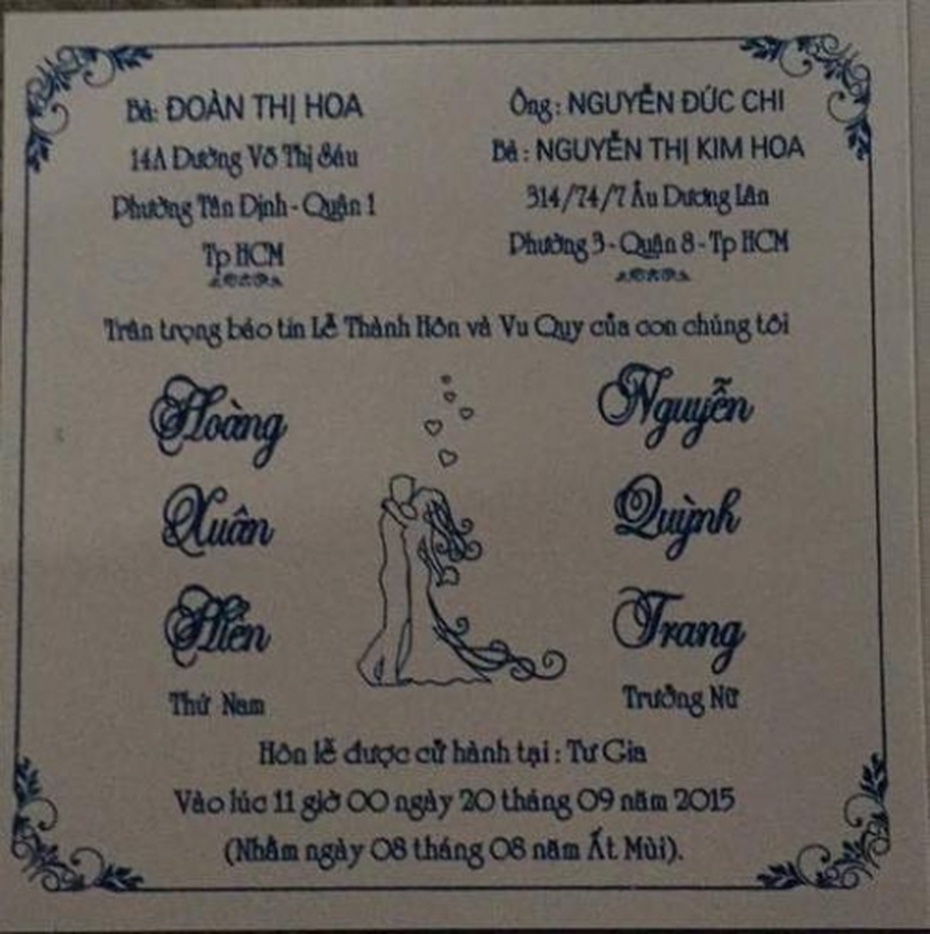 Bà: ĐOÀN THỊ HOA
14A Đường Võ Thị Sáu
Phường Tân Định - Quận 1
Tp HCM
Ông: NGUYỄN ĐỨC CHI
Bà: NGUYỄN THỊ KIM HOA
314/74/7 Âu Dương Lân
Phường 3 - Quận 8 - Tp HCM
Trân trọng báo tin Lễ Thành Hôn và Vu Quy của con chúng tôi
Hoàng
Xuân
Hiển
Thứ Nam
Nguyễn
Quỳnh
Trang
Trưởng Nữ
Hôn lễ được cử hành tại: Tư Gia
Vào lúc 11 giờ 00 ngày 20 tháng 09 năm 2015
(Nhằm ngày 08 tháng 08 năm Ất Mùi).